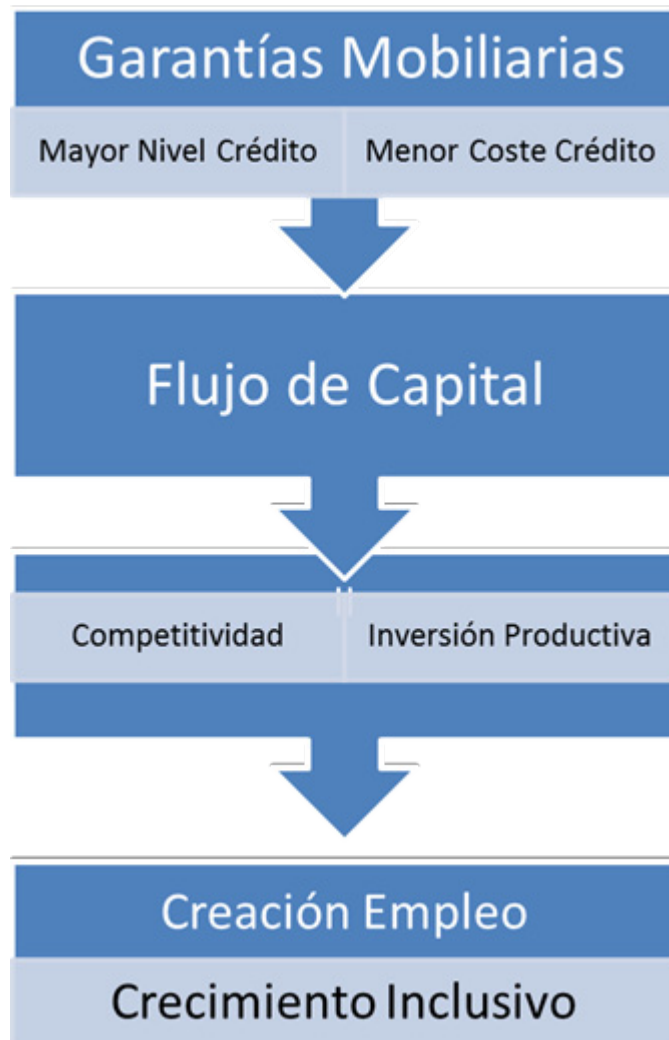 Garantías Mobiliarias
Mayor Nivel Crédito
Menor Coste Crédito
Flujo de Capital
Competitividad
Inversión Productiva
Creación Empleo
Crecimiento Inclusivo